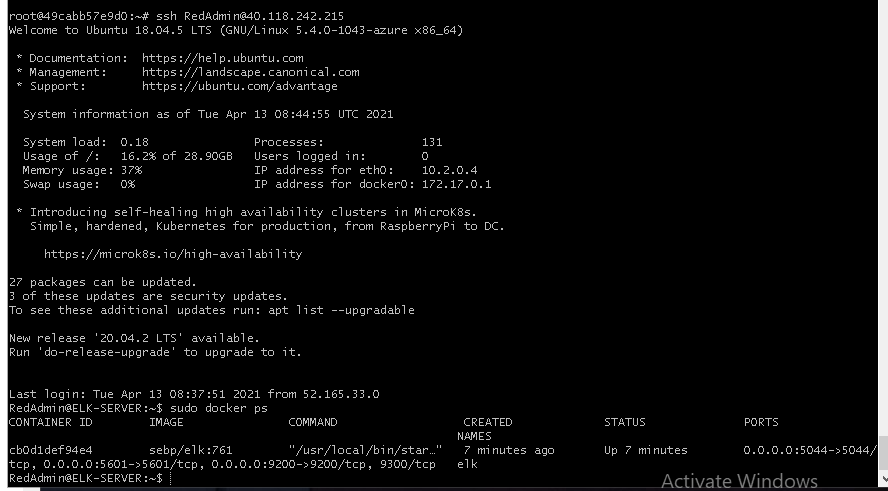 root@49cabb57e9d0:~# ssh RedAdmin@40.118.242.215
Welcome to Ubuntu 18.04.5 LTS (GNU/Linux 5.4.0-1043-azure x86_64)
* Documentation:  https://help.ubuntu.com
* Management:     https://landscape.canonical.com
* Support:        https://ubuntu.com/advantage
System information as of Tue Apr 13 08:44:55 UTC 2021
System load:  0.18               Processes:              131
Usage of /:   16.2% of 28.90GB   Users logged in:        0
Memory usage: 37%                IP address for eth0:    10.2.0.4
Swap usage:   0%                 IP address for docker0: 172.17.0.1
* Introducing self-healing high availability clusters in MicroK8s.
Simple, hardened, Kubernetes for production, from RaspberryPi to DC.
https://microk8s.io/high-availability
27 packages can be updated.
3 of these updates are security updates.
To see these additional updates run: apt list --upgradable
New release '20.04.2 LTS' available.
Run 'do-release-upgrade' to upgrade to it.
Last login: Tue Apr 13 08:37:51 2021 from 52.165.33.0
RedAdmin@ELK-SERVER:~$ sudo docker ps
CONTAINER ID        IMAGE               COMMAND                  CREATED             STATUS              PORTS
NAMES
cb0d1def94e4        sebp/elk:761        "/usr/local/bin/star…"   7 minutes ago       Up 7 minutes        0.0.0.0:5044->5044/
tcp, 0.0.0.0:5601->5601/tcp, 0.0.0.0:9200->9200/tcp, 9300/tcp   elk
RedAdmin@ELK-SERVER:~$
Activate Windows